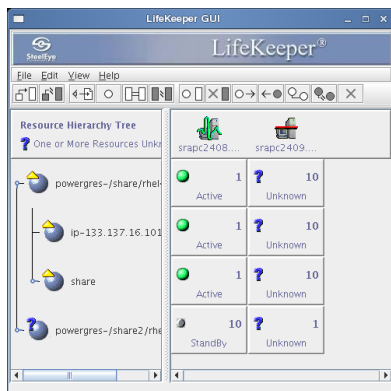 LifeKeeper GUI
SteelEye
LifeKeeper®
File Edit View Help
Resource Hierarchy Tree
? One or More Resources Unkr
srapc2408....
srapc2409....
powergres-/share/rhel
1
Active
? 10
Unknown
ip-133.137.16.101
1
Active
? 10
Unknown
share
1
Active
? 10
Unknown
powergres-/share2/rhe
10
StandBy
? 1
Unknown